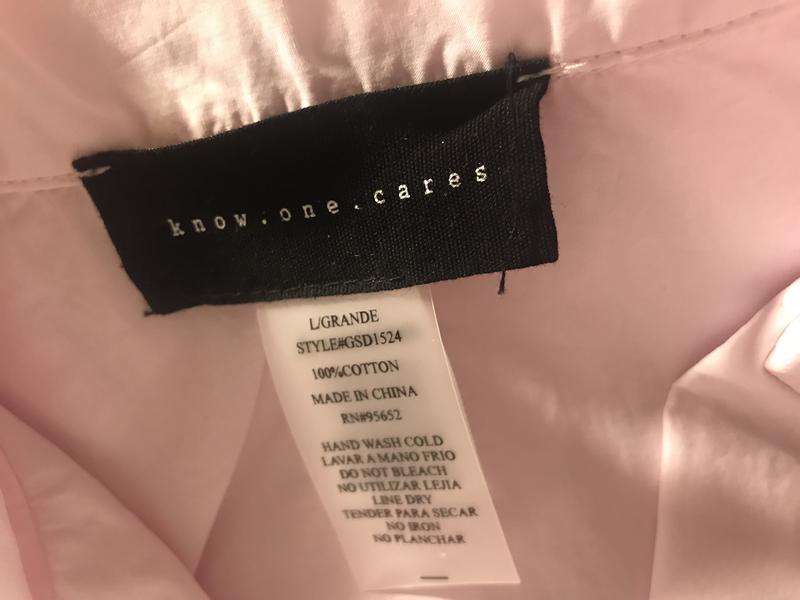 know.one.cares
L/GRANDE
STYLE#GSD1524
100%COTTON
MADE IN CHINA
RN#95652
HAND WASH COLD
LAVAR A MANO FRIO
DO NOT BLEACH
NO UTILIZAR LEJIA
LINE DRY
TENDER PARA SECAR
NO IRON
NO PLANCHAR